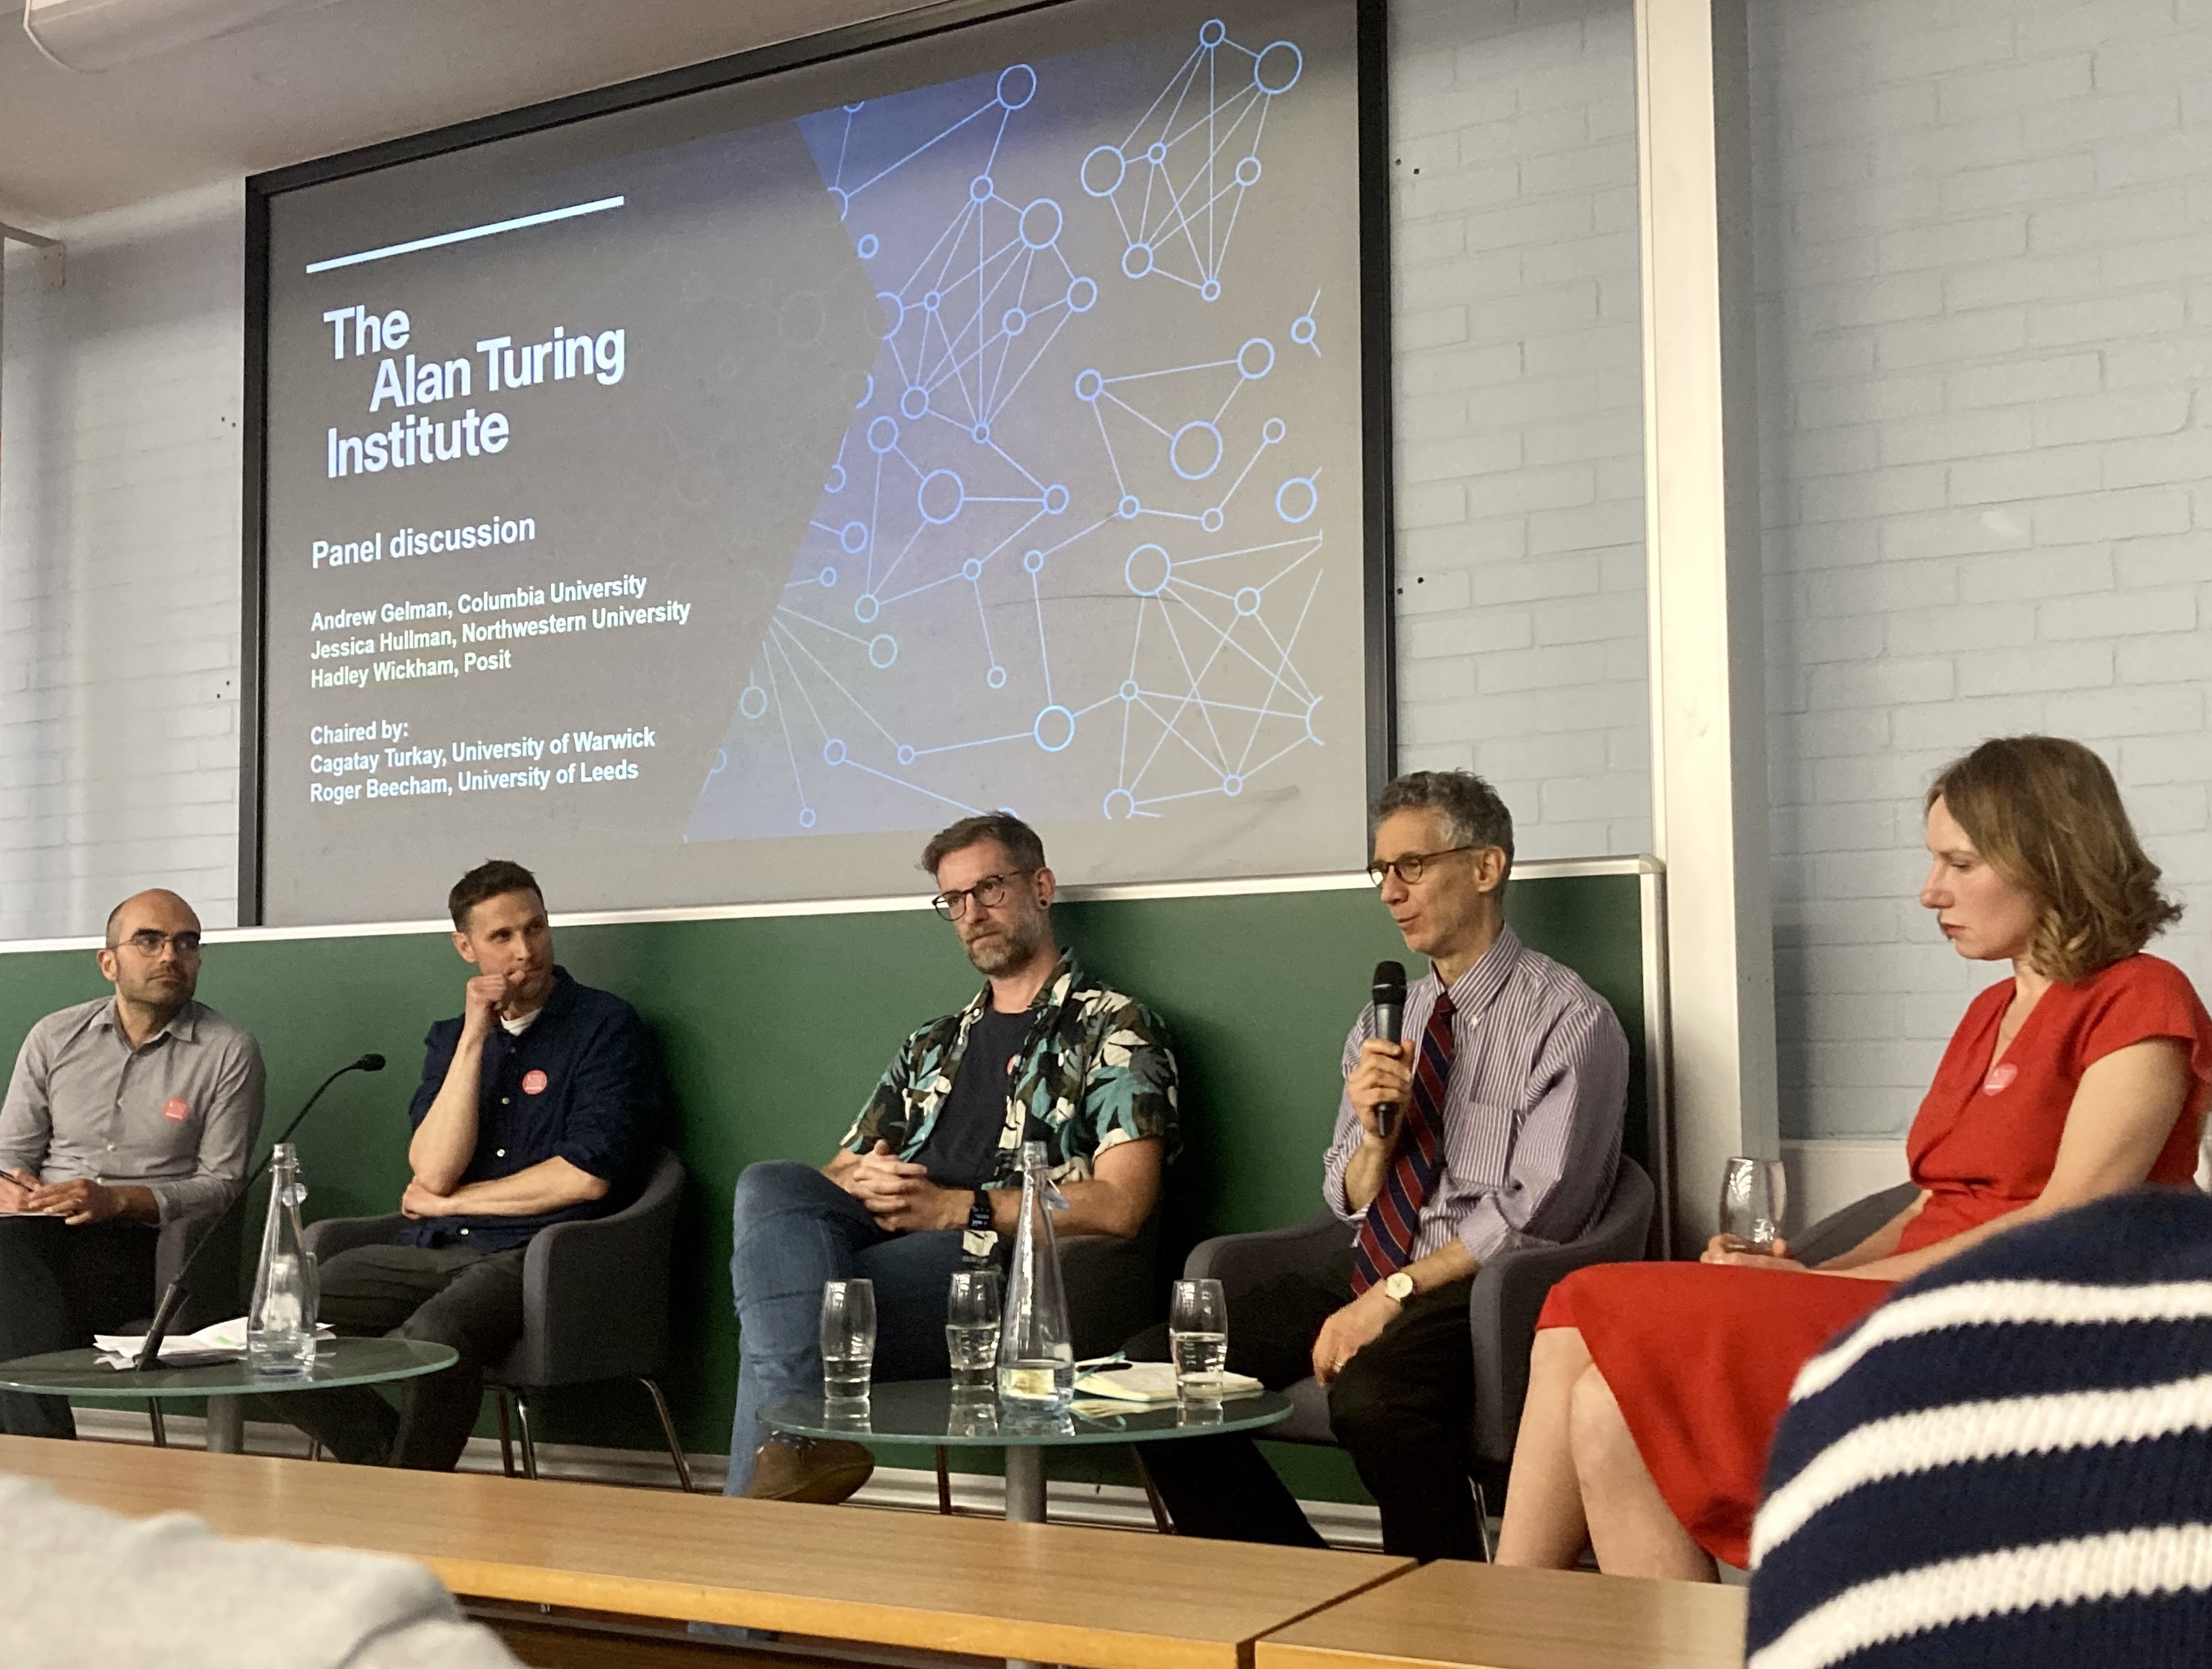 The
Alan Turing
Institute
Panel discussion
Andrew Gelman, Columbia University
Jessica Hullman, Northwestern University
Hadley Wickham, Posit
Chaired by:
Cagatay Turkay, University of Warwick
Roger Beecham, University of Leeds